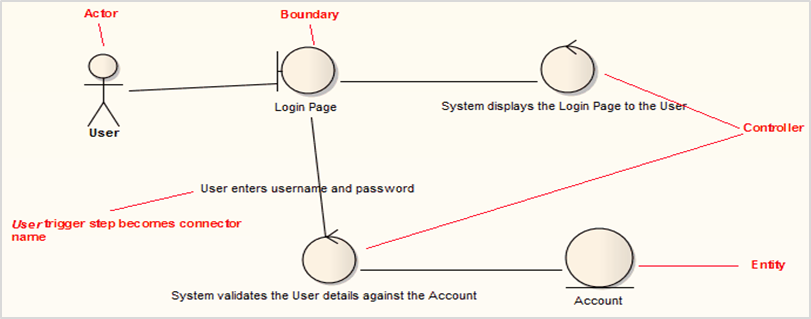 Actor
Boundary
User
Login Page
System displays the Login Page to the User
Controller
User enters username and password
User trigger step becomes connector
name
System validates the User details against the Account
Account
Entity